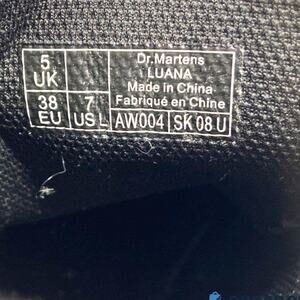 5 UK
38 EU
7 US L
Dr.Martens
LUANA
Made in China
Fabriqué en Chine
AW004 SK 08 U